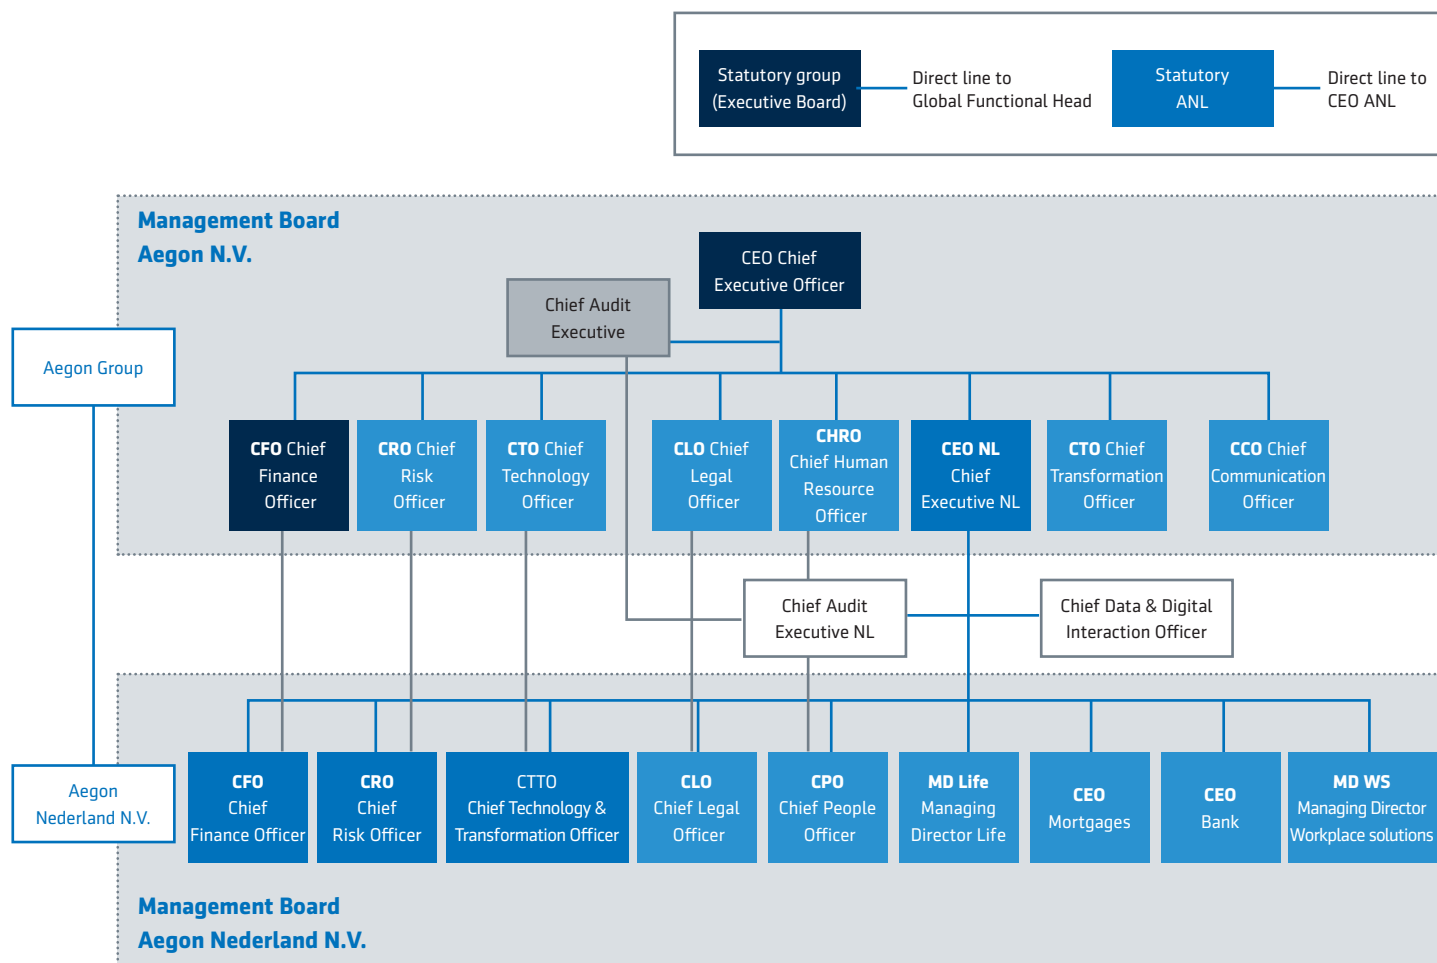 Statutory group
(Executive Board)
Direct line to
Global Functional Head
Statutory
ANL
Direct line to
CEO ANL
Management Board
Aegon N.V.
CEO Chief
Executive Officer
Chief Audit
Executive
Aegon Group
CFO Chief
Finance
Officer
CRO Chief
Risk
Officer
CTO Chief
Technology
Officer
CLO Chief
Legal
Officer
CHRO
Chief Human
Resource
Officer
CEO NL
Chief
Executive NL
CTO Chief
Transformation
Officer
CCO Chief
Communication
Officer
Chief Audit
Executive NL
Chief Data & Digital
Interaction Officer
Aegon
Nederland N.V.
CFO
Chief
Finance Officer
CRO
Chief
Risk Officer
CTTO
Chief Technology &
Transformation Officer
CLO
Chief Legal
Officer
CPO
Chief People
Officer
MD Life
Managing
Director Life
CEO
Mortgages
CEO
Bank
MD WS
Managing Director
Workplace solutions
Management Board
Aegon Nederland N.V.